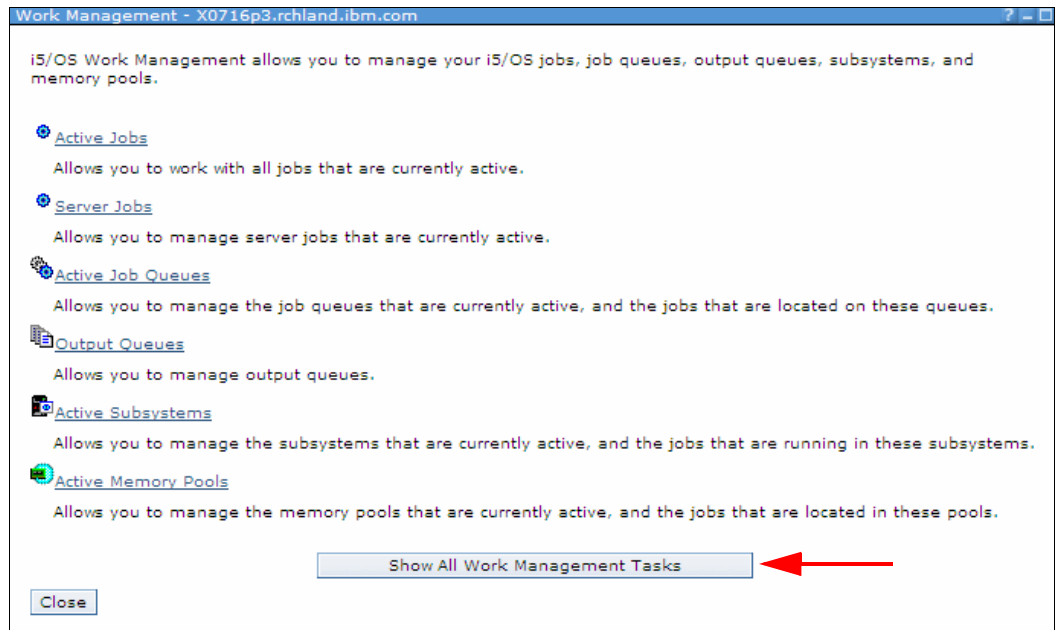 Work Management - X0716p3.rchland.ibm.com ? –
i5/OS Work Management allows you to manage your i5/OS jobs, job queues, output queues, subsystems, and
memory pools.
Active Jobs
Allows you to work with all jobs that are currently active.
Server Jobs
Allows you to manage server jobs that are currently active.
Active Job Queues
Allows you to manage the job queues that are currently active, and the jobs that are located on these queues.
Output Queues
Allows you to manage output queues.
Active Subsystems
Allows you to manage the subsystems that are currently active, and the jobs that are running in these subsystems.
Active Memory Pools
Allows you to manage the memory pools that are currently active, and the jobs that are located in these pools.
Show All Work Management Tasks
Close